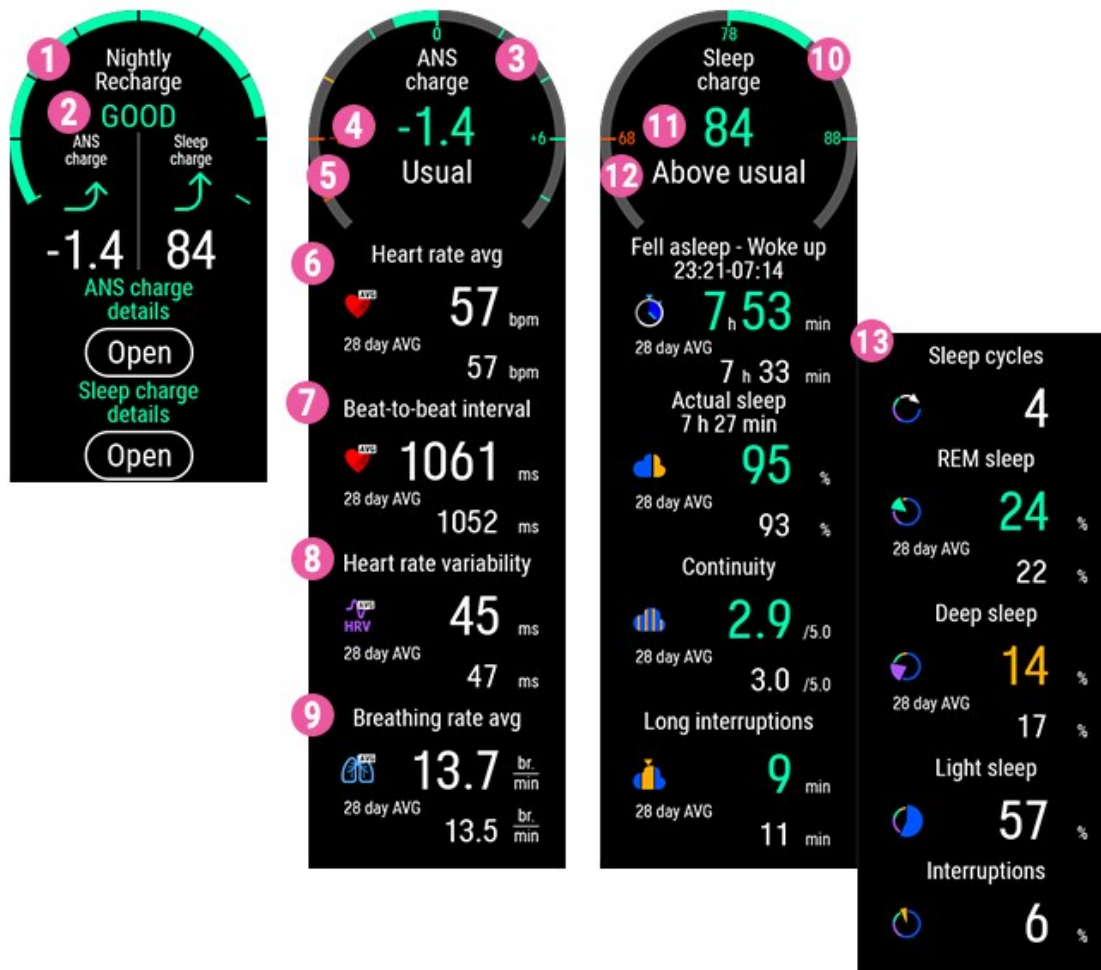 1
Nightly
Recharge
2
GOOD
ANS
charge
Sleep
charge
-1.4
84
ANS charge
details
Open
Sleep charge
details
Open
0
ANS
charge
3
4
-1.4
+6
5
Usual
6
Heart rate avg
AVG
57 bpm
28 day AVG
57 bpm
7
Beat-to-beat interval
AVG
1061 ms
28 day AVG
1052 ms
8
Heart rate variability
AVG
HRV
45 ms
28 day AVG
47 ms
9
Breathing rate avg
AVG
13.7 br.
min
28 day AVG
13.5 br.
min
78
Sleep
charge
10
68
11
84
88
12
Above usual
Fell asleep - Woke up
23:21-07:14
7 h 53 min
28 day AVG
7 h 33 min
Actual sleep
7 h 27 min
95 %
28 day AVG
93 %
Continuity
2.9 /5.0
28 day AVG
3.0 /5.0
Long interruptions
9 min
28 day AVG
11 min
13
Sleep cycles
4
REM sleep
24 %
28 day AVG
22 %
Deep sleep
14 %
28 day AVG
17 %
Light sleep
57 %
Interruptions
6 %